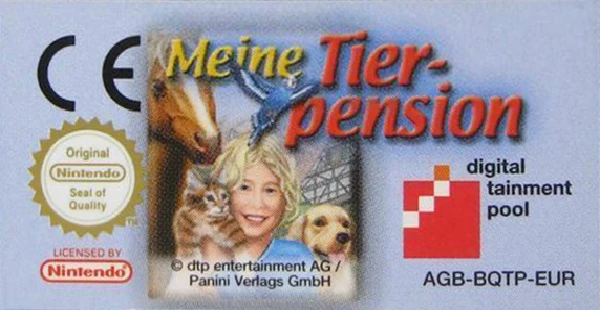 CE
Meine Tier-
pension
Original
Nintendo
Seal of
Quality
TM
LICENSED BY
Nintendo
© dtp entertainment AG /
Panini Verlags GmbH
digital
tainment
pool
AGB-BQTP-EUR